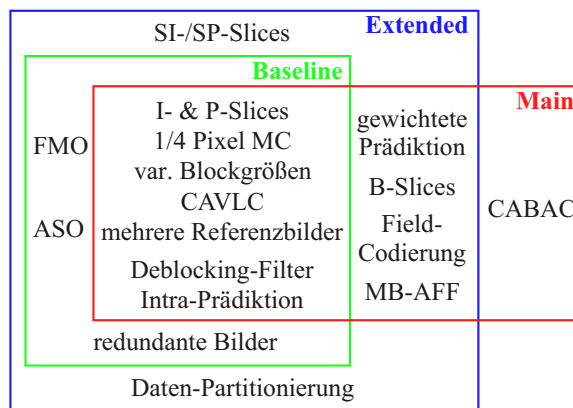 SI-/SP-Slices
Extended
Baseline
Main
FMO
ASO
I- & P-Slices
1/4 Pixel MC
var. Blockgrößen
CAVLC
mehrere Referenzbilder
Deblocking-Filter
Intra-Prädiktion
gewichtete
Prädiktion
B-Slices
Field-
Codierung
MB-AFF
CABAC
redundante Bilder
Daten-Partitionierung